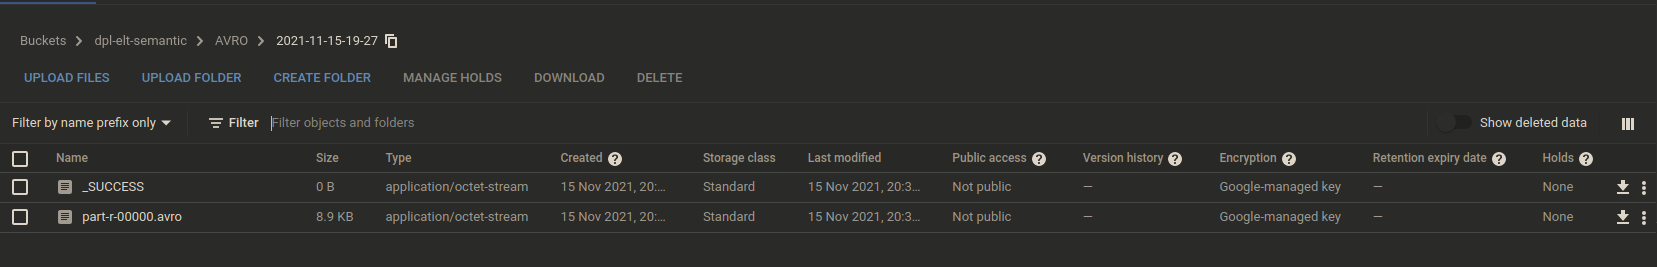 Buckets > dpl-elt-semantic > AVRO > 2021-11-15-19-27
UPLOAD FILES UPLOAD FOLDER CREATE FOLDER MANAGE HOLDS DOWNLOAD DELETE
Filter by name prefix only Filter Filter objects and folders Show deleted data
Name Size Type Created Storage class Last modified Public access Version history Encryption Retention expiry date Holds
_SUCCESS 0 B application/octet-stream 15 Nov 2021, 20:... Standard 15 Nov 2021, 20:3... Not public — Google-managed key — None
part-r-00000.avro 8.9 KB application/octet-stream 15 Nov 2021, 20:... Standard 15 Nov 2021, 20:3... Not public — Google-managed key — None